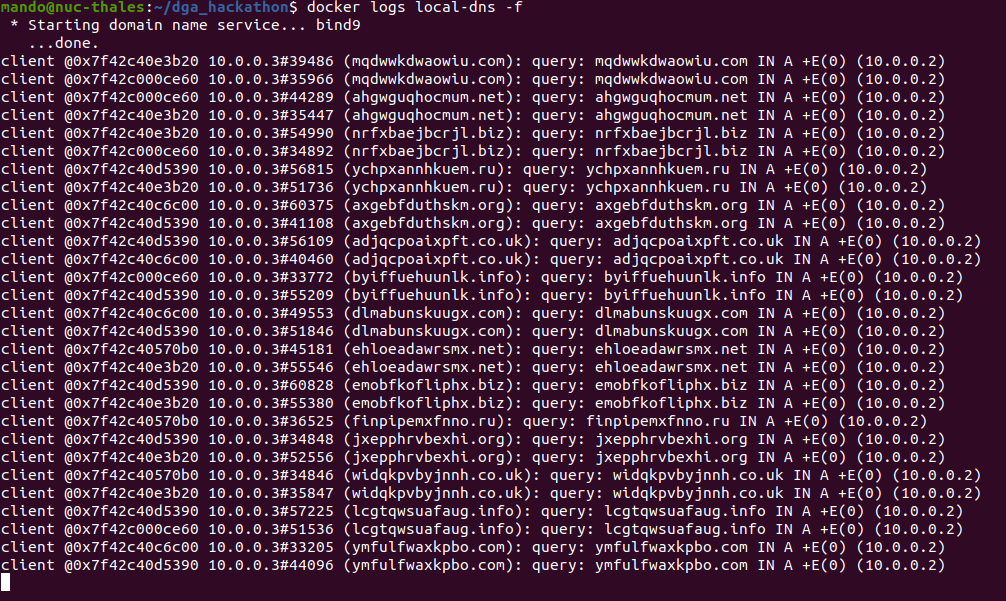 mando@nuc-thales:~/dga_hackathon$ docker logs local-dns -f
 * Starting domain name service... bind9
   ...done.
client @0x7f42c40e3b20 10.0.0.3#39486 (mqdwwkdwaowiu.com): query: mqdwwkdwaowiu.com IN A +E(0) (10.0.0.2)
client @0x7f42c000ce60 10.0.0.3#35966 (mqdwwkdwaowiu.com): query: mqdwwkdwaowiu.com IN A +E(0) (10.0.0.2)
client @0x7f42c000ce60 10.0.0.3#44289 (ahgwguqhocmum.net): query: ahgwguqhocmum.net IN A +E(0) (10.0.0.2)
client @0x7f42c40e3b20 10.0.0.3#35447 (ahgwguqhocmum.net): query: ahgwguqhocmum.net IN A +E(0) (10.0.0.2)
client @0x7f42c40e3b20 10.0.0.3#54990 (nrfxbaejbcrjl.biz): query: nrfxbaejbcrjl.biz IN A +E(0) (10.0.0.2)
client @0x7f42c000ce60 10.0.0.3#34892 (nrfxbaejbcrjl.biz): query: nrfxbaejbcrjl.biz IN A +E(0) (10.0.0.2)
client @0x7f42c40d5390 10.0.0.3#56815 (ychpxannhkuem.ru): query: ychpxannhkuem.ru IN A +E(0) (10.0.0.2)
client @0x7f42c40e3b20 10.0.0.3#51736 (ychpxannhkuem.ru): query: ychpxannhkuem.ru IN A +E(0) (10.0.0.2)
client @0x7f42c40c6c00 10.0.0.3#60375 (axgebfduthskm.org): query: axgebfduthskm.org IN A +E(0) (10.0.0.2)
client @0x7f42c40d5390 10.0.0.3#41108 (axgebfduthskm.org): query: axgebfduthskm.org IN A +E(0) (10.0.0.2)
client @0x7f42c40d5390 10.0.0.3#56109 (adjqcpoaixpft.co.uk): query: adjqcpoaixpft.co.uk IN A +E(0) (10.0.0.2)
client @0x7f42c40c6c00 10.0.0.3#40460 (adjqcpoaixpft.co.uk): query: adjqcpoaixpft.co.uk IN A +E(0) (10.0.0.2)
client @0x7f42c000ce60 10.0.0.3#33772 (byiffuehuunlk.info): query: byiffuehuunlk.info IN A +E(0) (10.0.0.2)
client @0x7f42c40d5390 10.0.0.3#55209 (byiffuehuunlk.info): query: byiffuehuunlk.info IN A +E(0) (10.0.0.2)
client @0x7f42c40c6c00 10.0.0.3#49553 (dlmabunskuugx.com): query: dlmabunskuugx.com IN A +E(0) (10.0.0.2)
client @0x7f42c40d5390 10.0.0.3#51846 (dlmabunskuugx.com): query: dlmabunskuugx.com IN A +E(0) (10.0.0.2)
client @0x7f42c40570b0 10.0.0.3#45181 (ehloeadawrsmx.net): query: ehloeadawrsmx.net IN A +E(0) (10.0.0.2)
client @0x7f42c40e3b20 10.0.0.3#55546 (ehloeadawrsmx.net): query: ehloeadawrsmx.net IN A +E(0) (10.0.0.2)
client @0x7f42c40d5390 10.0.0.3#60828 (emobfkofliphx.biz): query: emobfkofliphx.biz IN A +E(0) (10.0.0.2)
client @0x7f42c40e3b20 10.0.0.3#55380 (emobfkofliphx.biz): query: emobfkofliphx.biz IN A +E(0) (10.0.0.2)
client @0x7f42c40570b0 10.0.0.3#36525 (finpipemxfnno.ru): query: finpipemxfnno.ru IN A +E(0) (10.0.0.2)
client @0x7f42c40d5390 10.0.0.3#34848 (jxepphrvbexhi.org): query: jxepphrvbexhi.org IN A +E(0) (10.0.0.2)
client @0x7f42c40e3b20 10.0.0.3#52556 (jxepphrvbexhi.org): query: jxepphrvbexhi.org IN A +E(0) (10.0.0.2)
client @0x7f42c40570b0 10.0.0.3#34846 (widqkpvbyjnnh.co.uk): query: widqkpvbyjnnh.co.uk IN A +E(0) (10.0.0.2)
client @0x7f42c40e3b20 10.0.0.3#35847 (widqkpvbyjnnh.co.uk): query: widqkpvbyjnnh.co.uk IN A +E(0) (10.0.0.2)
client @0x7f42c40d5390 10.0.0.3#57225 (lcgtqwsuafaug.info): query: lcgtqwsuafaug.info IN A +E(0) (10.0.0.2)
client @0x7f42c000ce60 10.0.0.3#51536 (lcgtqwsuafaug.info): query: lcgtqwsuafaug.info IN A +E(0) (10.0.0.2)
client @0x7f42c40c6c00 10.0.0.3#33205 (ymfulfwaxkpbo.com): query: ymfulfwaxkpbo.com IN A +E(0) (10.0.0.2)
client @0x7f42c40d5390 10.0.0.3#44096 (ymfulfwaxkpbo.com): query: ymfulfwaxkpbo.com IN A +E(0) (10.0.0.2)